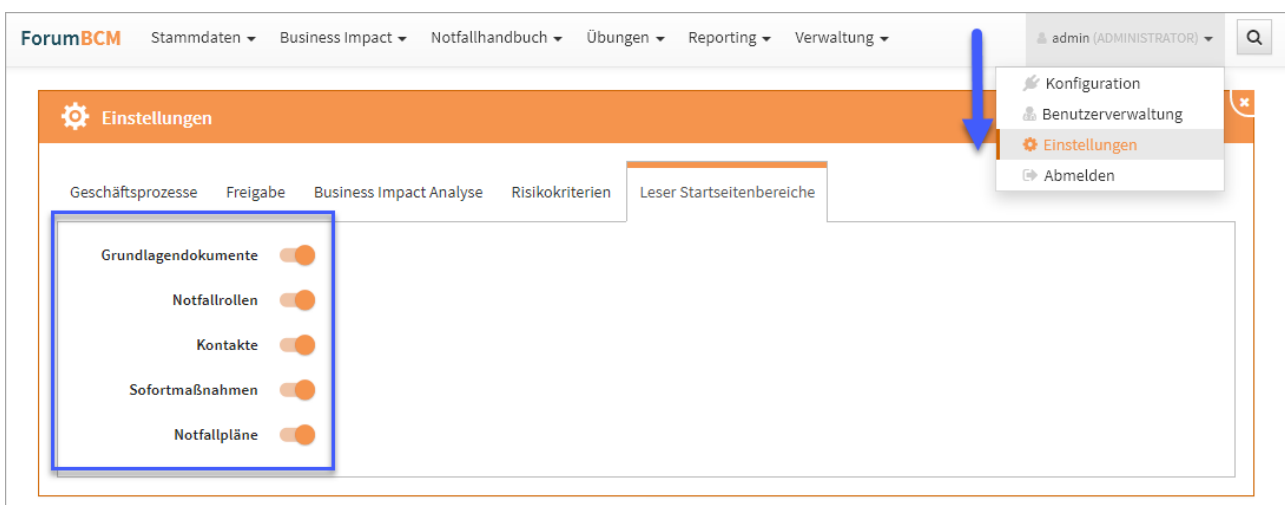 ForumBCM Stammdaten Business Impact Notfallhandbuch Übungen Reporting Verwaltung admin (ADMINISTRATOR)
Konfiguration
Benutzerverwaltung
Einstellungen
Abmelden
Einstellungen
Geschäftsprozesse Freigabe Business Impact Analyse Risikokriterien Leser Startseitenbereiche
Grundlagendokumente
Notfallrollen
Kontakte
Sofortmaßnahmen
Notfallpläne